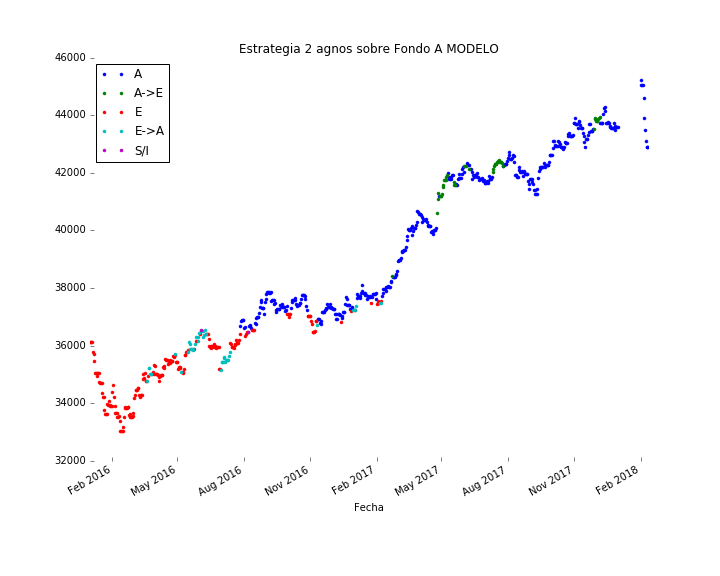 Estrategia 2 agnos sobre Fondo A MODELO
46000
44000
42000
40000
38000
36000
34000
32000
A
A->E
E
E->A
S/I
Feb 2016
May 2016
Aug 2016
Nov 2016
Feb 2017
May 2017
Aug 2017
Nov 2017
Feb 2018
Fecha